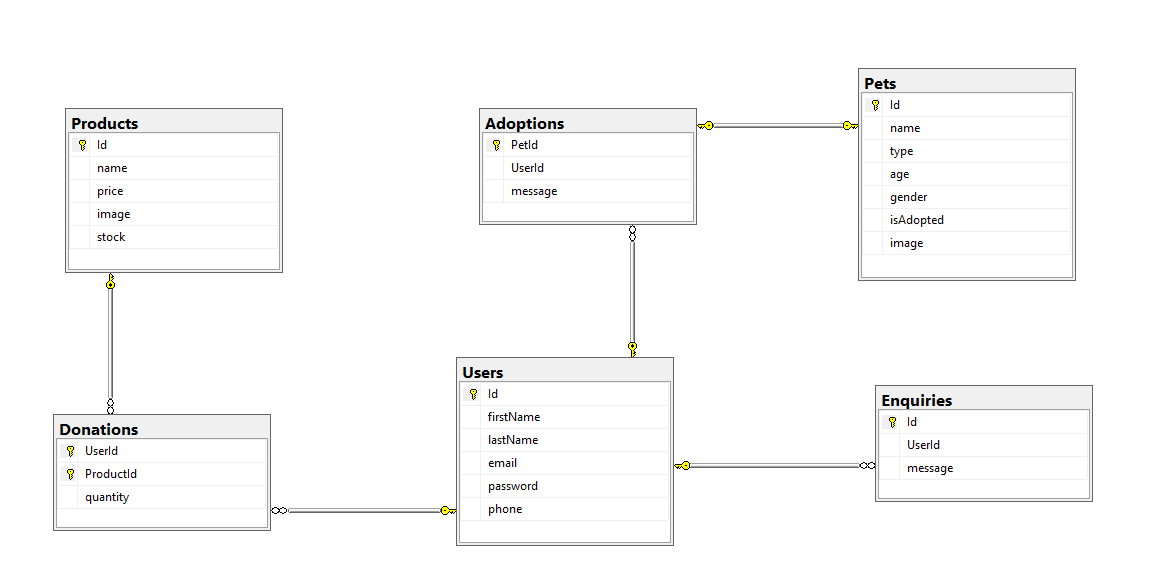 Products
Id
name
price
image
stock
Adoptions
PetId
UserId
message
Pets
Id
name
type
age
gender
isAdopted
image
Donations
UserId
ProductId
quantity
Users
Id
firstName
lastName
email
password
phone
Enquiries
Id
UserId
message